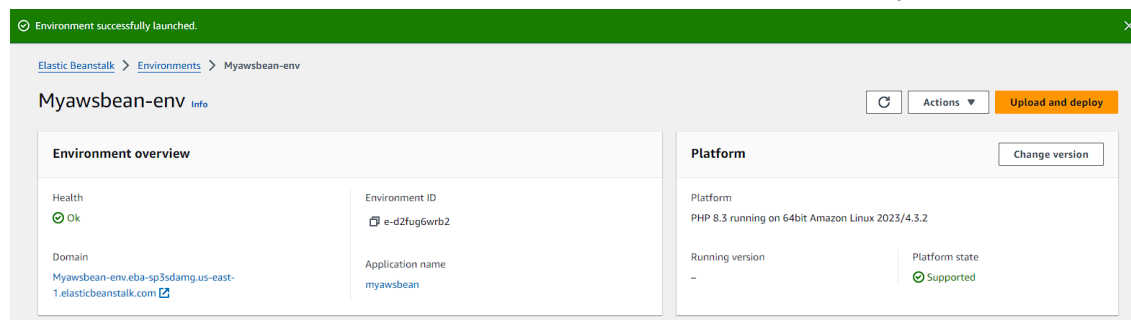 Environment successfully launched.
Elastic Beanstalk > Environments > Myawsbean-env
Myawsbean-env Info
Actions ▼
Upload and deploy
Environment overview
Health
Ok
Environment ID
e-d2fug6wrb2
Domain
Myawsbean-env.eba-sp3sdamg.us-east-
1.elasticbeanstalk.com
Application name
myawsbean
Platform
Change version
Platform
PHP 8.3 running on 64bit Amazon Linux 2023/4.3.2
Running version
–
Platform state
Supported